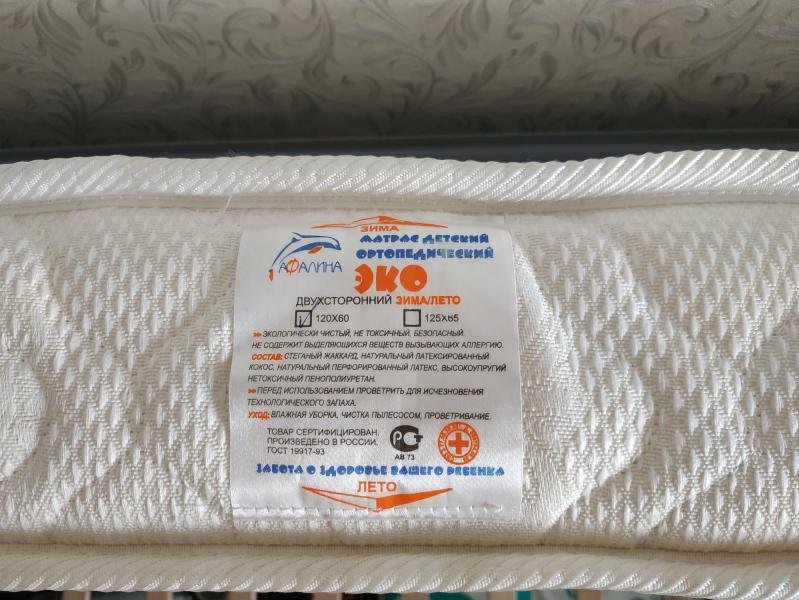 ЗИМА
АФАЛИНА
МАТРАС ДЕТСКИЙ
ОРТОПЕДИЧЕСКИЙ
ЭКО
ДВУХСТОРОННИЙ ЗИМА/ЛЕТО
120X60 125X65
>> ЭКОЛОГИЧЕСКИ ЧИСТЫЙ, НЕ ТОКСИЧНЫЙ, БЕЗОПАСНЫЙ.
НЕ СОДЕРЖИТ ВЫДЕЛЯЮЩИХСЯ ВЕЩЕСТВ ВЫЗЫВАЮЩИХ АЛЛЕРГИЮ.
СОСТАВ: СТЕГАНЫЙ ЖАККАРД, НАТУРАЛЬНЫЙ ЛАТЕКСИРОВАННЫЙ
КОКОС, НАТУРАЛЬНЫЙ ПЕРФОРИРОВАННЫЙ ЛАТЕКС, ВЫСОКОУПРУГИЙ
НЕТОКСИЧНЫЙ ПЕНОПОЛИУРЕТАН.
>> ПЕРЕД ИСПОЛЬЗОВАНИЕМ ПРОВЕТРИТЬ ДЛЯ ИСЧЕЗНОВЕНИЯ
ТЕХНОЛОГИЧЕСКОГО ЗАПАХА.
УХОД: ВЛАЖНАЯ УБОРКА, ЧИСТКА ПЫЛЕСОСОМ, ПРОВЕТРИВАНИЕ.
ТОВАР СЕРТИФИЦИРОВАН.
ПРОИЗВЕДЕНО В РОССИИ.
ГОСТ 19917-93
АВ 73
ЗАБОТА О ЗДОРОВЬЕ ВАШЕГО РЕБЕНКА
ЛЕТО